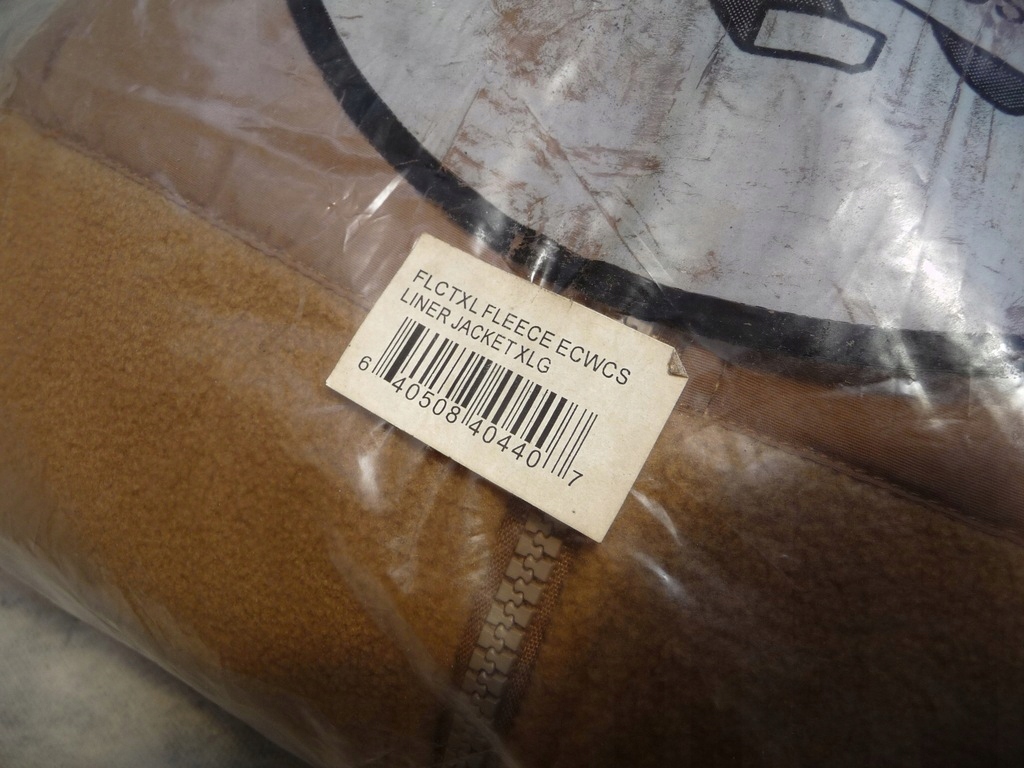 FLCTXL FLEECE ECWCS
LINER JACKET XLG
6 40508 40440 7